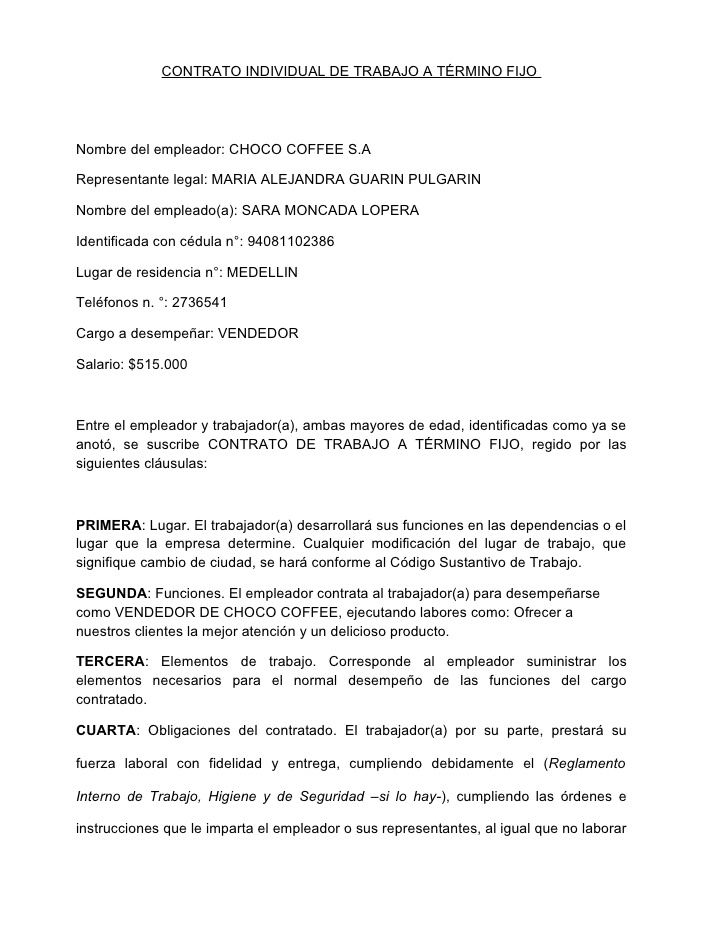 CONTRATO INDIVIDUAL DE TRABAJO A TÉRMINO FIJO
Nombre del empleador: CHOCO COFFEE S.A
Representante legal: MARIA ALEJANDRA GUARIN PULGARIN
Nombre del empleado(a): SARA MONCADA LOPERA
Identificada con cédula n°: 94081102386
Lugar de residencia n°: MEDELLIN
Teléfonos n. °: 2736541
Cargo a desempeñar: VENDEDOR
Salario: $515.000
Entre el empleador y trabajador(a), ambas mayores de edad, identificadas como ya se
anotó, se suscribe CONTRATO DE TRABAJO A TÉRMINO FIJO, regido por las
siguientes cláusulas:
PRIMERA: Lugar. El trabajador(a) desarrollará sus funciones en las dependencias o el
lugar que la empresa determine. Cualquier modificación del lugar de trabajo, que
signifique cambio de ciudad, se hará conforme al Código Sustantivo de Trabajo.
SEGUNDA: Funciones. El empleador contrata al trabajador(a) para desempeñarse
como VENDEDOR DE CHOCO COFFEE, ejecutando labores como: Ofrecer a
nuestros clientes la mejor atención y un delicioso producto.
TERCERA: Elementos de trabajo. Corresponde al empleador suministrar los
elementos necesarios para el normal desempeño de las funciones del cargo
contratado.
CUARTA: Obligaciones del contratado. El trabajador(a) por su parte, prestará su
fuerza laboral con fidelidad y entrega, cumpliendo debidamente el (Reglamento
Interno de Trabajo, Higiene y de Seguridad –si lo hay-), cumpliendo las órdenes e
instrucciones que le imparta el empleador o sus representantes, al igual que no laborar